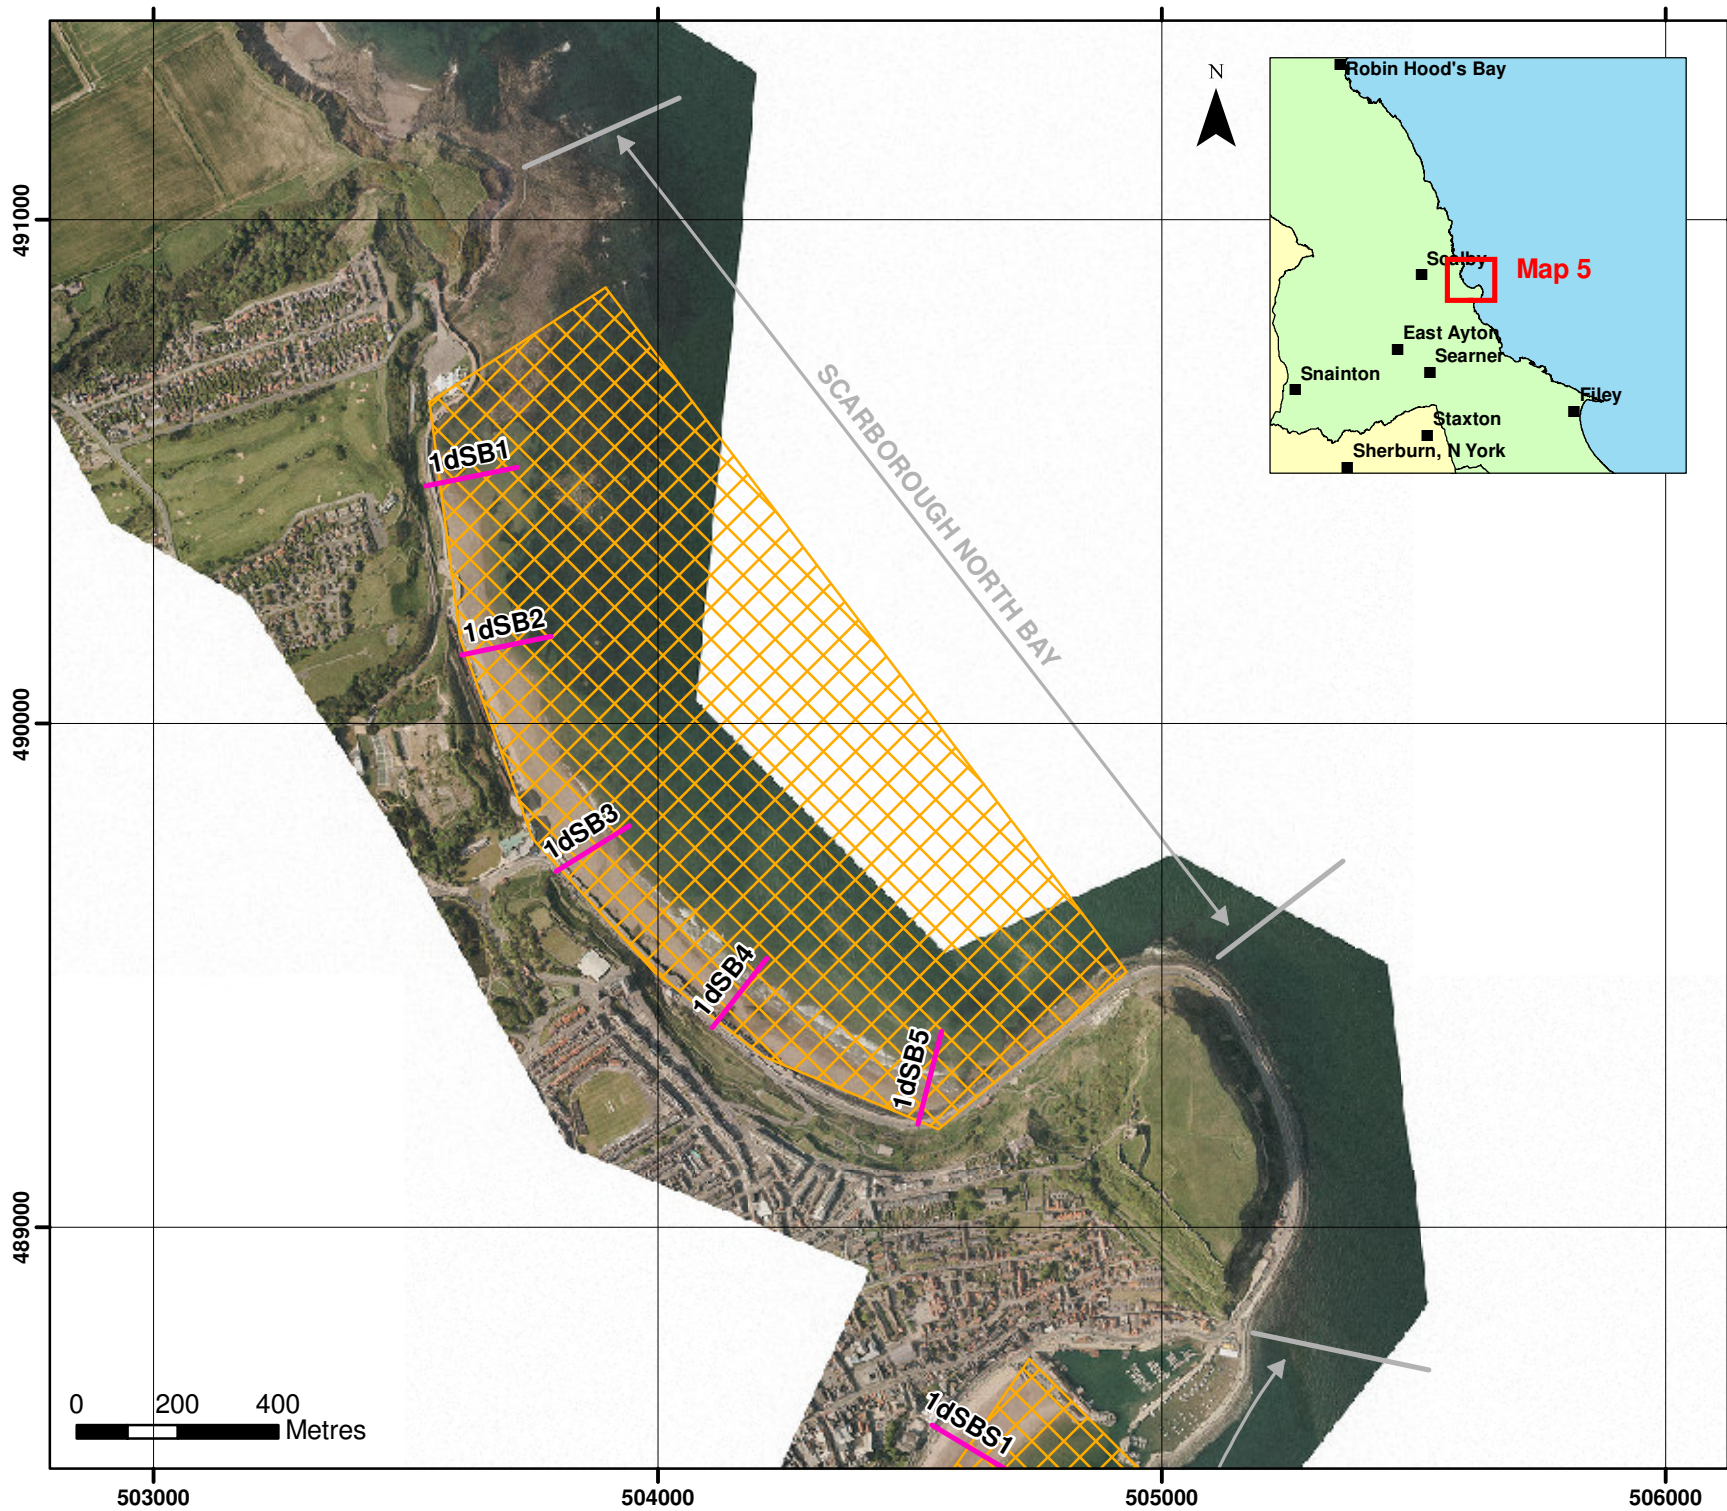 N
Robin Hood's Bay
Scalby
Map 5
East Ayton
Searner
Snainton
Filey
Staxton
Sherburn, N York
491000
490000
489000
SCARBOROUGH NORTH BAY
1dSB1
1dSB2
1dSB3
1dSB4
1dSB5
1dSBS1
0 200 400
Metres
503000 504000 505000 506000